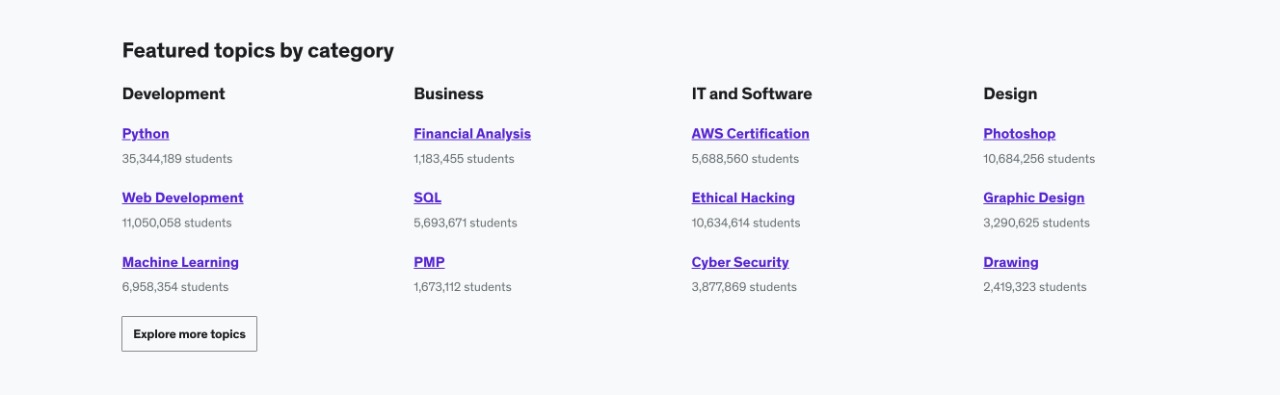 Featured topics by category
Development
Python
35,344,189 students
Web Development
11,050,058 students
Machine Learning
6,958,354 students
Business
Financial Analysis
1,183,455 students
SQL
5,693,671 students
PMP
1,673,112 students
IT and Software
AWS Certification
5,688,560 students
Ethical Hacking
10,634,614 students
Cyber Security
3,877,869 students
Design
Photoshop
10,684,256 students
Graphic Design
3,290,625 students
Drawing
2,419,323 students
Explore more topics